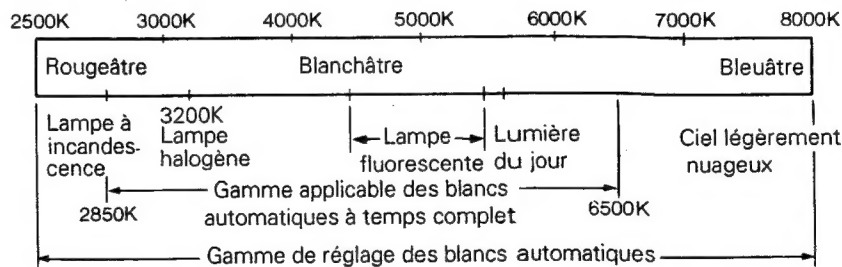 2500K 3000K 4000K 5000K 6000K 7000K 8000K
Rougeâtre Blanchâtre Bleuâtre
Lampe à incandes- cence
3200K Lampe halogène
Lampe fluorescente
Lumière du jour
Ciel légèrement nuageux
2850K
Gamme applicable des blancs automatiques à temps complet
6500K
Gamme de réglage des blancs automatiques